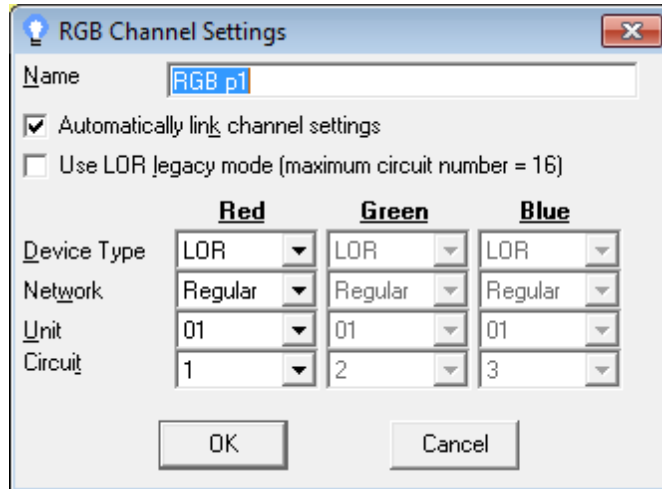 RGB Channel Settings
Name RGB p1
Automatically link channel settings
Use LOR legacy mode (maximum circuit number = 16)
Red Green Blue
Device Type LOR LOR LOR
Network Regular Regular Regular
Unit 01 01 01
Circuit 1 2 3
OK Cancel